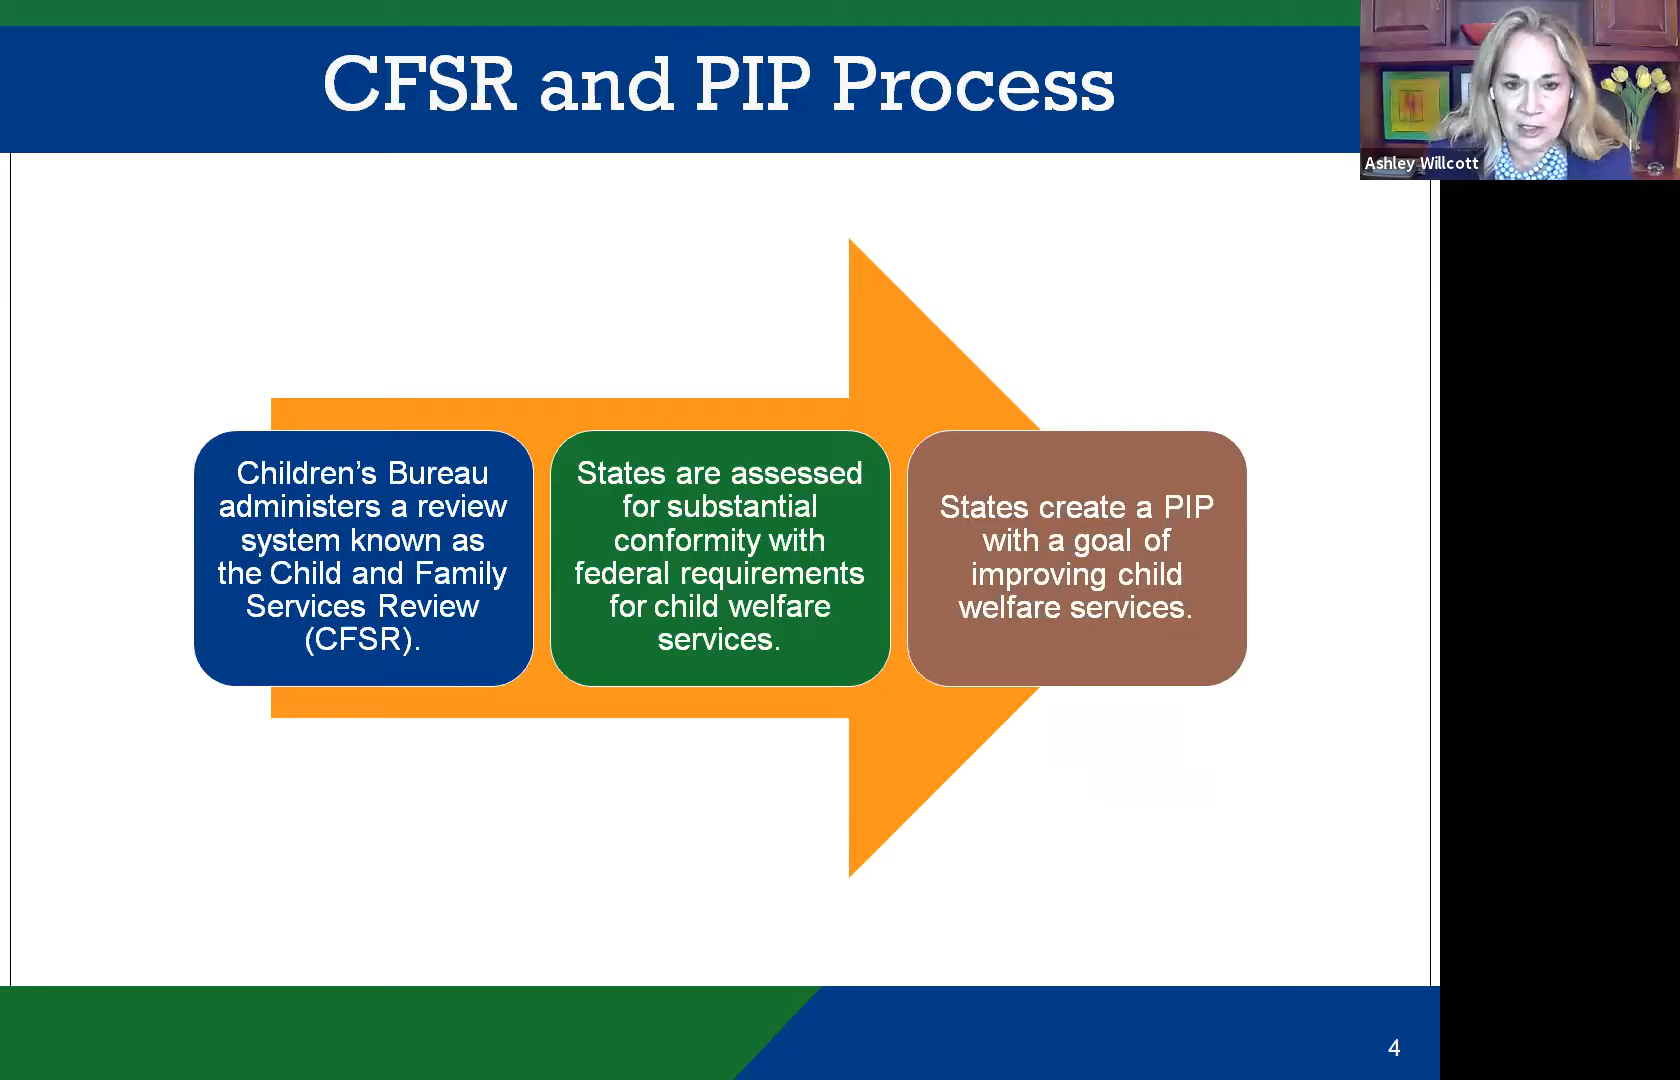 CFSR and PIP Process
Ashley Willcott
Children’s Bureau
administers a review
system known as
the Child and Family
Services Review
(CFSR).
States are assessed
for substantial
conformity with
federal requirements
for child welfare
services.
States create a PIP
with a goal of
improving child
welfare services.
4